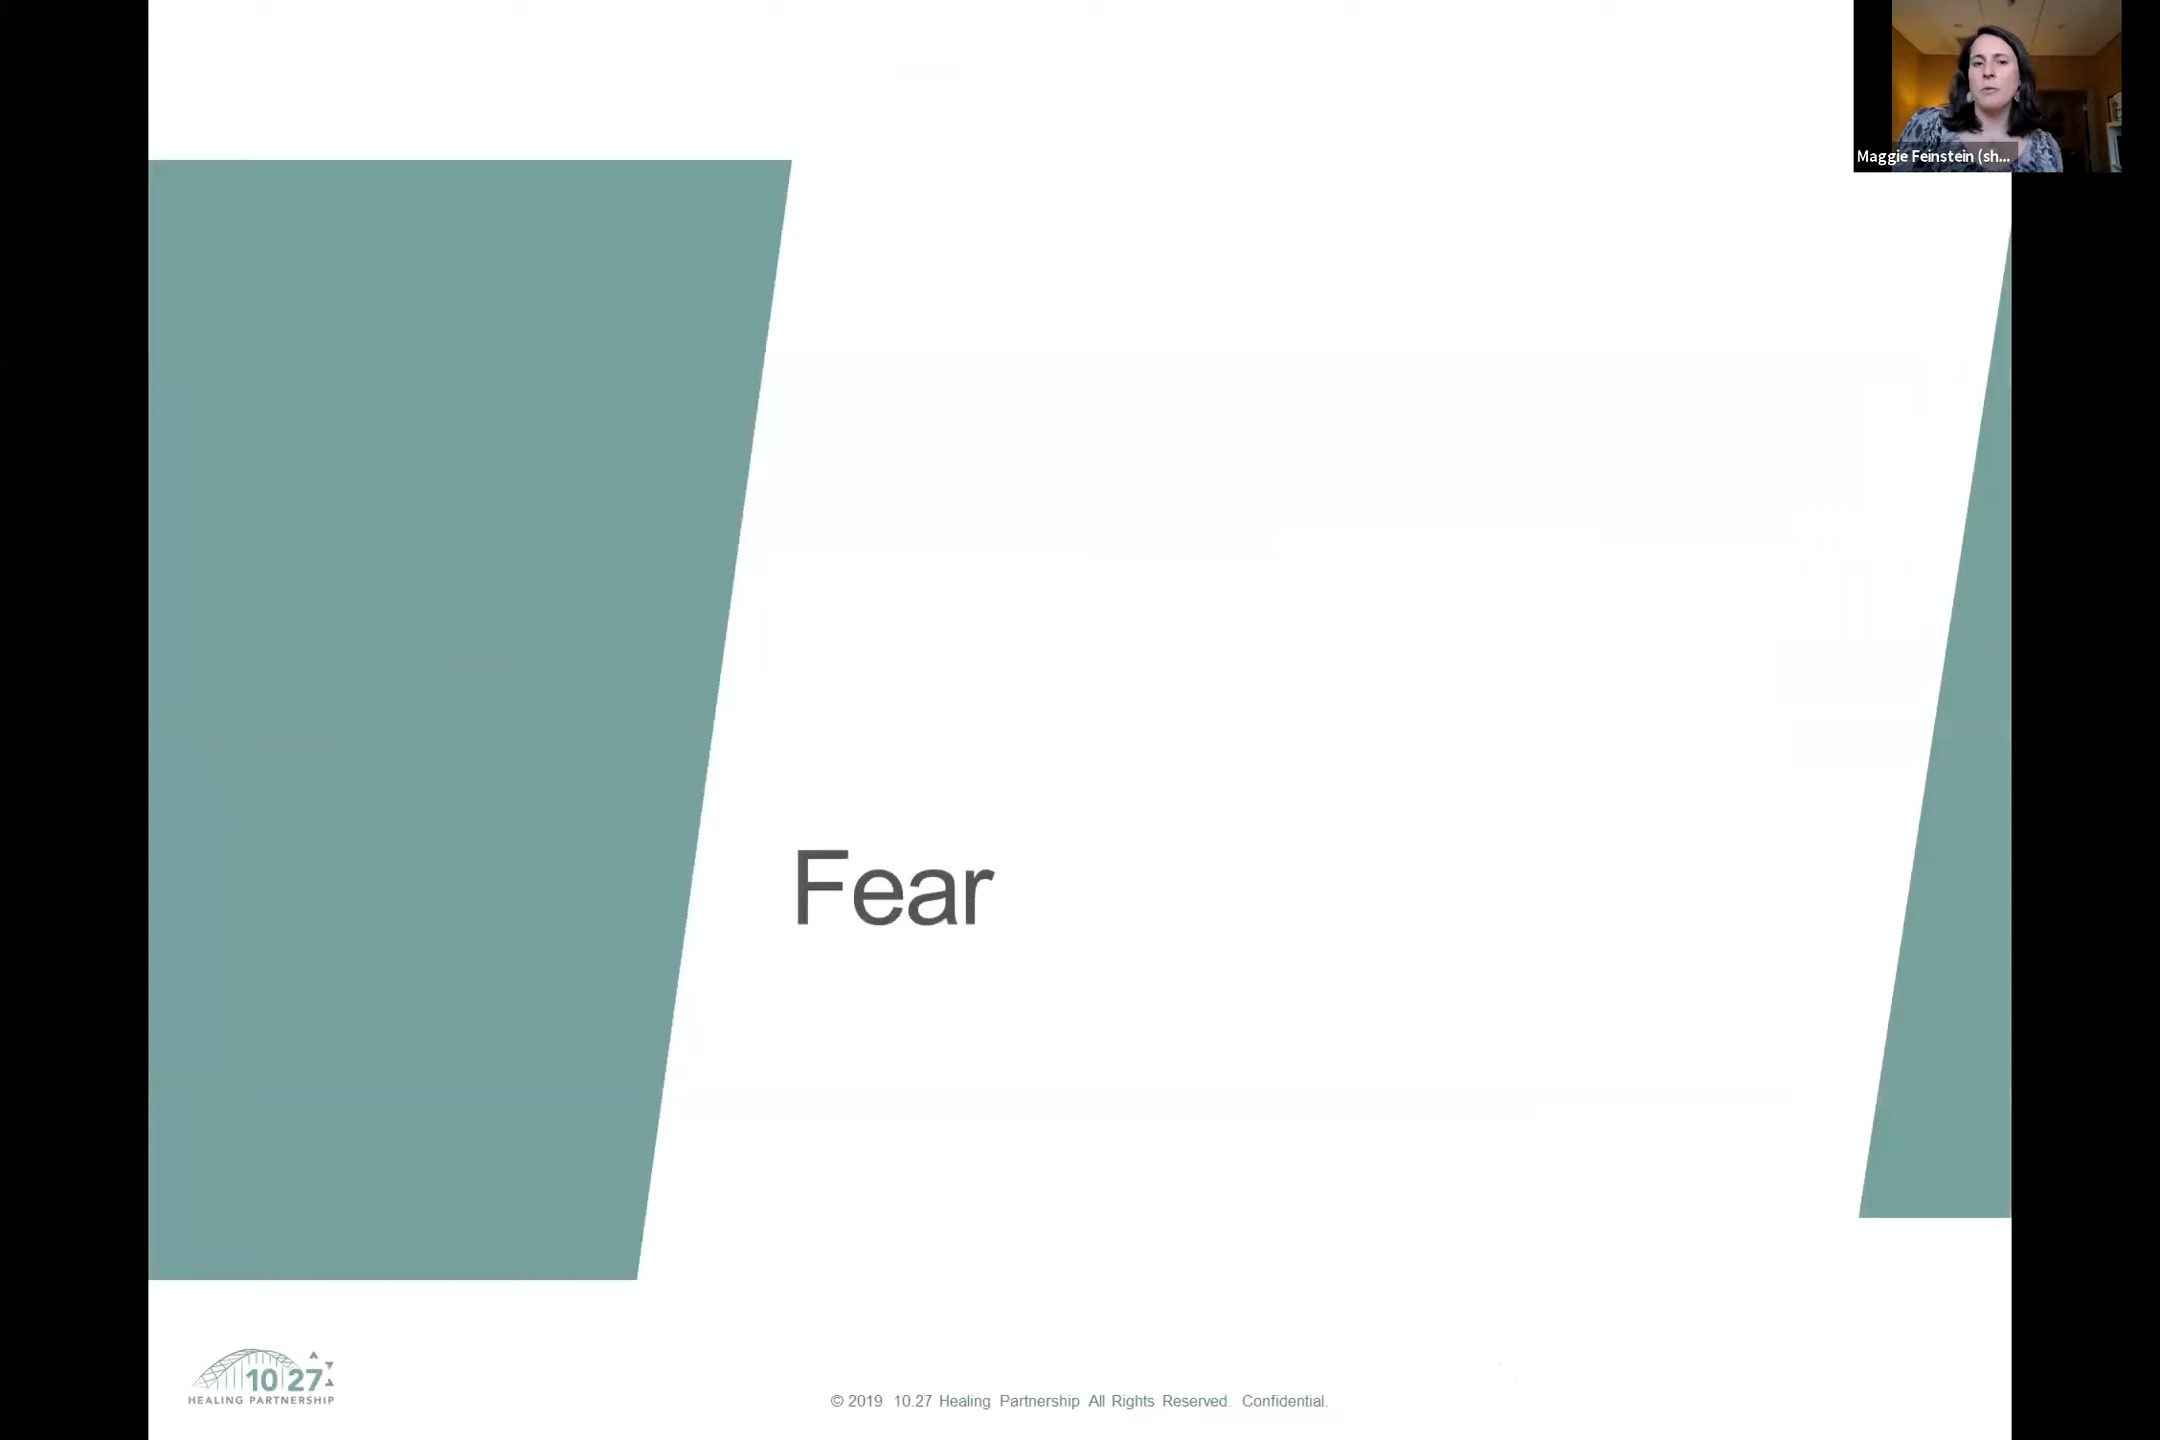 Maggie Feinstein (sh...
Fear
10 27
HEALING PARTNERSHIP
© 2019 10.27 Healing Partnership All Rights Reserved. Confidential.